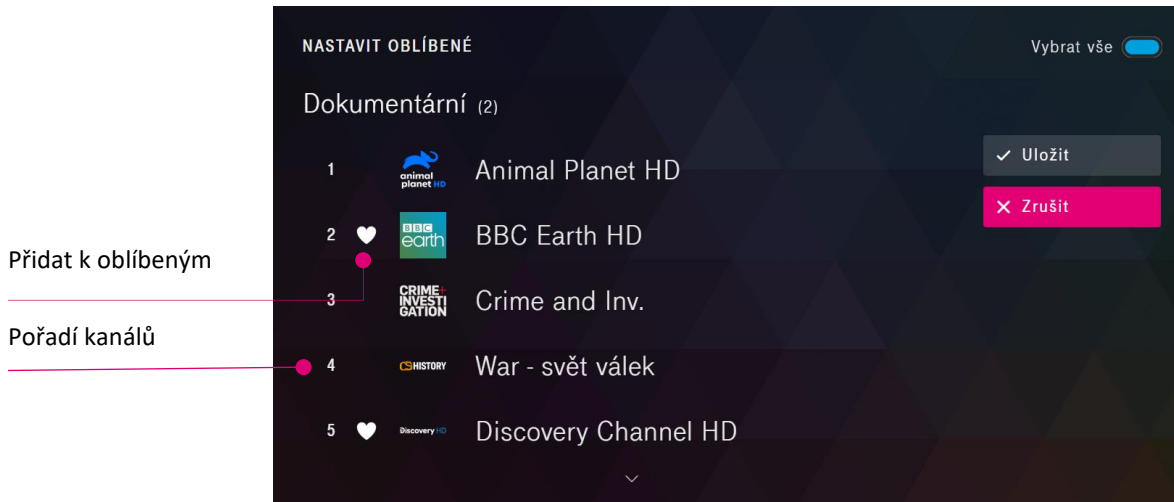 NASTAVIT OBLÍBENÉ
Vybrat vše
Dokumentární (2)
Uložit
1 animal planet HD Animal Planet HD
Zrušit
2 BBC earth BBC Earth HD
Přidat k oblíbeným
3 CRIME+ INVESTIGATION Crime and Inv.
Pořadí kanálů
4 CS HISTORY War - svět válek
5 Discovery HD Discovery Channel HD